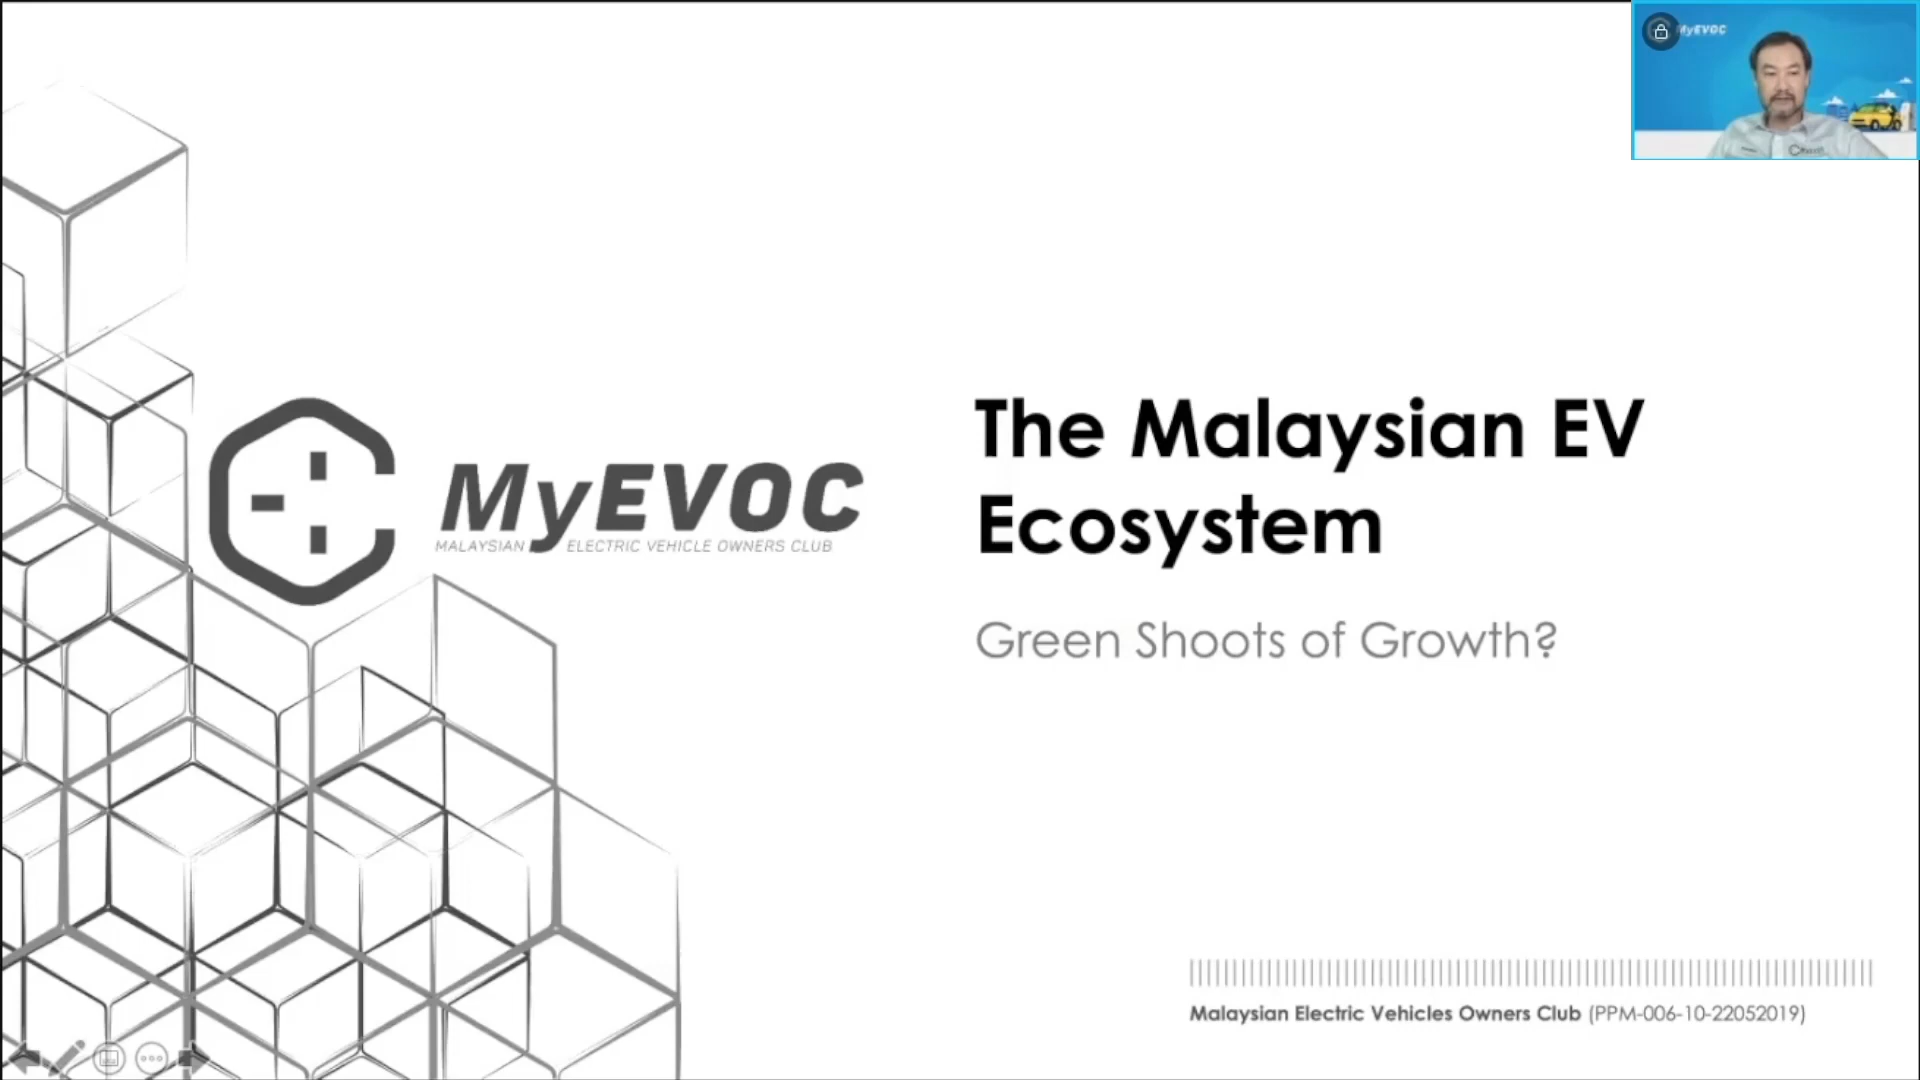 MyEVOC
The Malaysian EV
Ecosystem
MyEVOC
MALAYSIAN ELECTRIC VEHICLE OWNERS CLUB
Green Shoots of Growth?
Malaysian Electric Vehicles Owners Club (PPM-006-10-22052019)